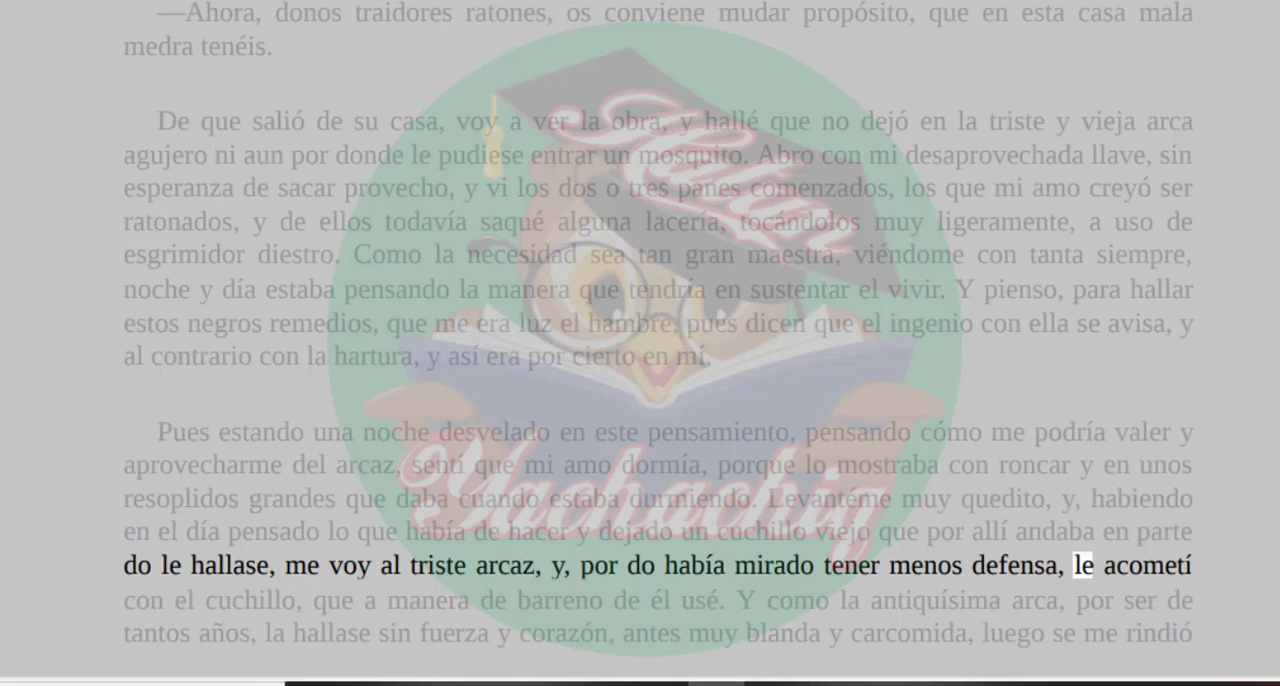 —Ahora, donos traidores ratones, os conviene mudar propósito, que en esta casa mala
medra tenéis.
De que salió de su casa, voy a ver la obra, y hallé que no dejó en la triste y vieja arca
agujero ni aun por donde le pudiese entrar un mosquito. Abro con mi desaprovechada llave, sin
esperanza de sacar provecho, y vi los dos o tres panes comenzados, los que mi amo creyó ser
ratonados, y de ellos todavía saqué alguna lacería, tocándolos muy ligeramente, a uso de
esgrimidor diestro. Como la necesidad sea tan gran maestra, viéndome con tanta siempre,
noche y día estaba pensando la manera que tendría en sustentar el vivir. Y pienso, para hallar
estos negros remedios, que me era luz el hambre, pues dicen que el ingenio con ella se avisa, y
al contrario con la hartura, y así era por cierto en mí.
Pues estando una noche desvelado en este pensamiento, pensando cómo me podría valer y
aprovecharme del arcaz, sentí que mi amo dormía, porque lo mostraba con roncar y en unos
resoplidos grandes que daba cuando estaba durmiendo. Levantéme muy quedito, y, habiendo
en el día pensado lo que había de hacer y dejado un cuchillo viejo que por allí andaba en parte
do le hallase, me voy al triste arcaz, y, por do había mirado tener menos defensa, le acometí
con el cuchillo, que a manera de barreno de él usé. Y como la antiquísima arca, por ser de
tantos años, la hallase sin fuerza y corazón, antes muy blanda y carcomida, luego se me rindió
Yachachiq